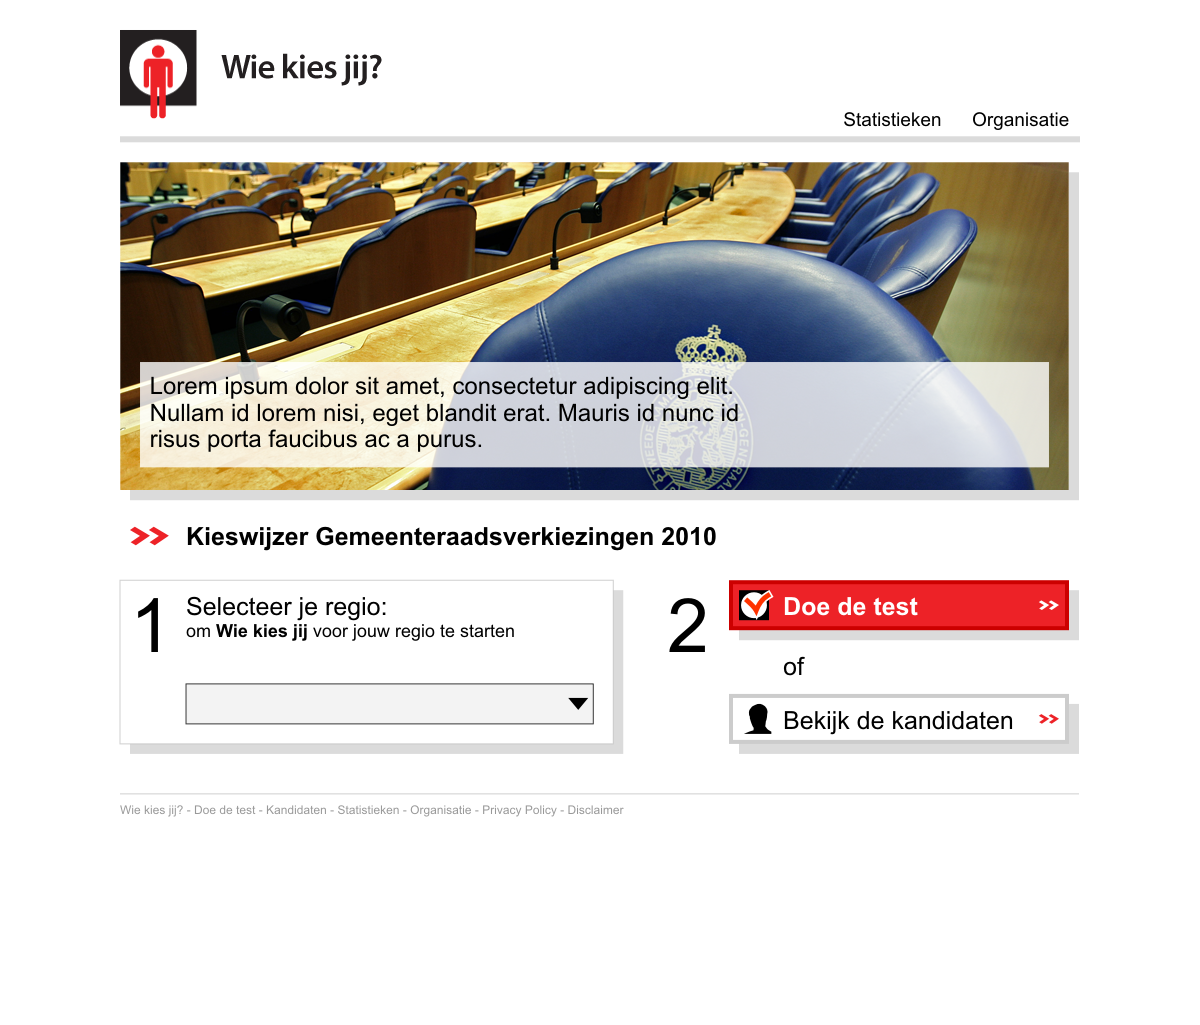 Wie kies jij?
Statistieken Organisatie
Lorem ipsum dolor sit amet, consectetur adipiscing elit.
Nullam id lorem nisi, eget blandit erat. Mauris id nunc id
risus porta faucibus ac a purus.
>> Kieswijzer Gemeenteraadsverkiezingen 2010
1 Selecteer je regio:
om Wie kies jij voor jouw regio te starten
2 Doe de test >>
of
Bekijk de kandidaten >>
Wie kies jij? - Doe de test - Kandidaten - Statistieken - Organisatie - Privacy Policy - Disclaimer